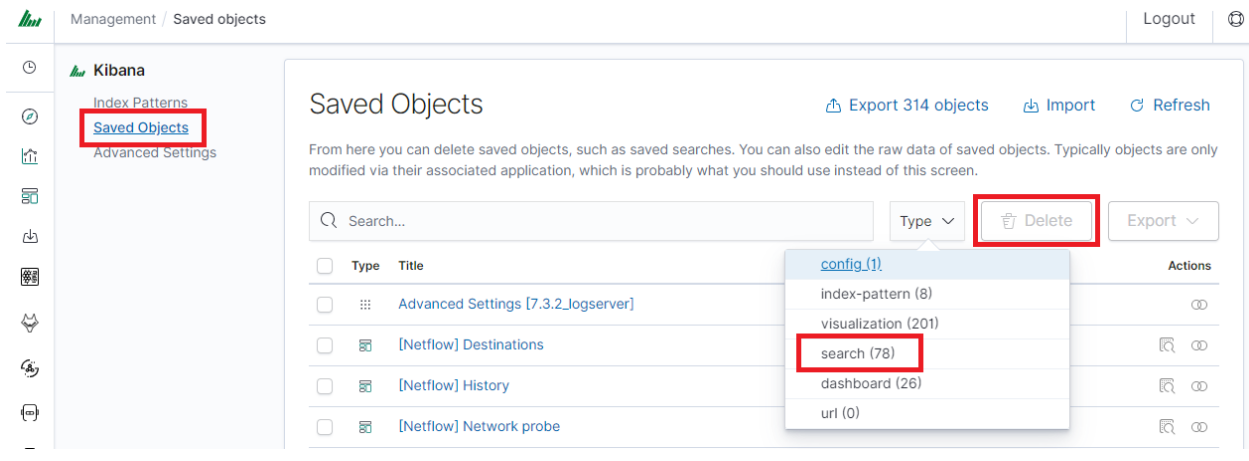 Management / Saved objects
Logout
Kibana
Index Patterns
Saved Objects
Advanced Settings
Saved Objects
Export 314 objects
Import
Refresh
From here you can delete saved objects, such as saved searches. You can also edit the raw data of saved objects. Typically objects are only
modified via their associated application, which is probably what you should use instead of this screen.
Search...
Type
Delete
Export
Type Title Actions
config (1)
index-pattern (8)
visualization (201)
search (78)
dashboard (26)
url (0)
Advanced Settings [7.3.2_logserver]
[Netflow] Destinations
[Netflow] History
[Netflow] Network probe